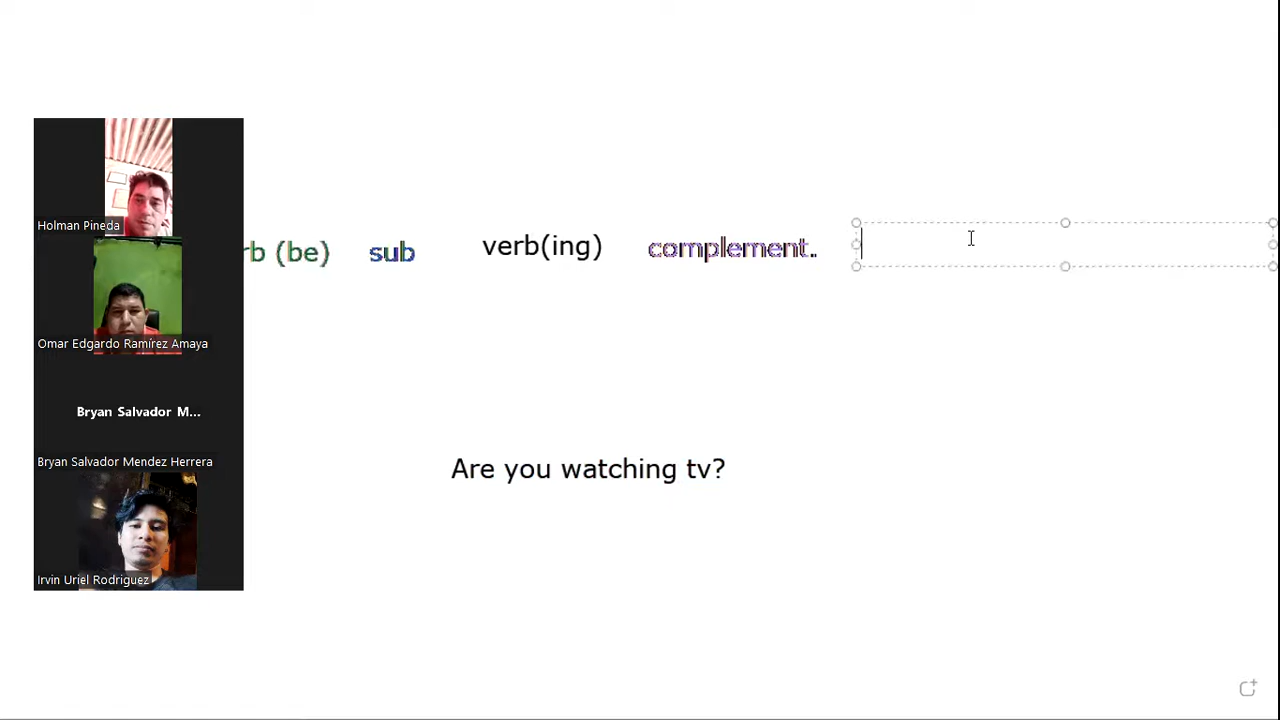 Holman Pineda
rb (be) sub verb(ing) complement.
Omar Edgardo Ramírez Amaya
Bryan Salvador M...
Bryan Salvador Mendez Herrera
Are you watching tv?
Irvin Uriel Rodriguez